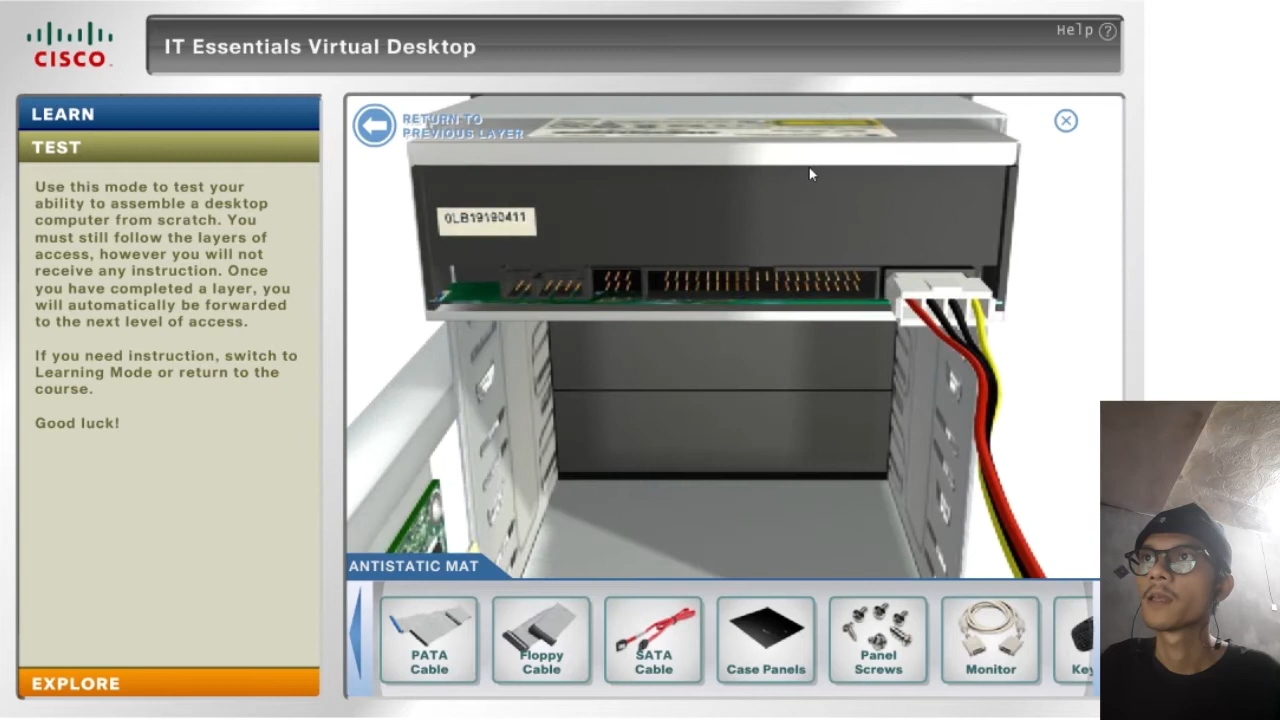 CISCO
IT Essentials Virtual Desktop
Help ?
LEARN
TEST
Use this mode to test your
ability to assemble a desktop
computer from scratch. You
must still follow the layers of
access, however you will not
receive any instruction. Once
you have completed a layer, you
will automatically be forwarded
to the next level of access.
If you need instruction, switch to
Learning Mode or return to the
course.
Good luck!
EXPLORE
RETURN TO
PREVIOUS LAYER
0LB19190411
ANTISTATIC MAT
PATA
Cable
Floppy
Cable
SATA
Cable
Case Panels
Panel
Screws
Monitor